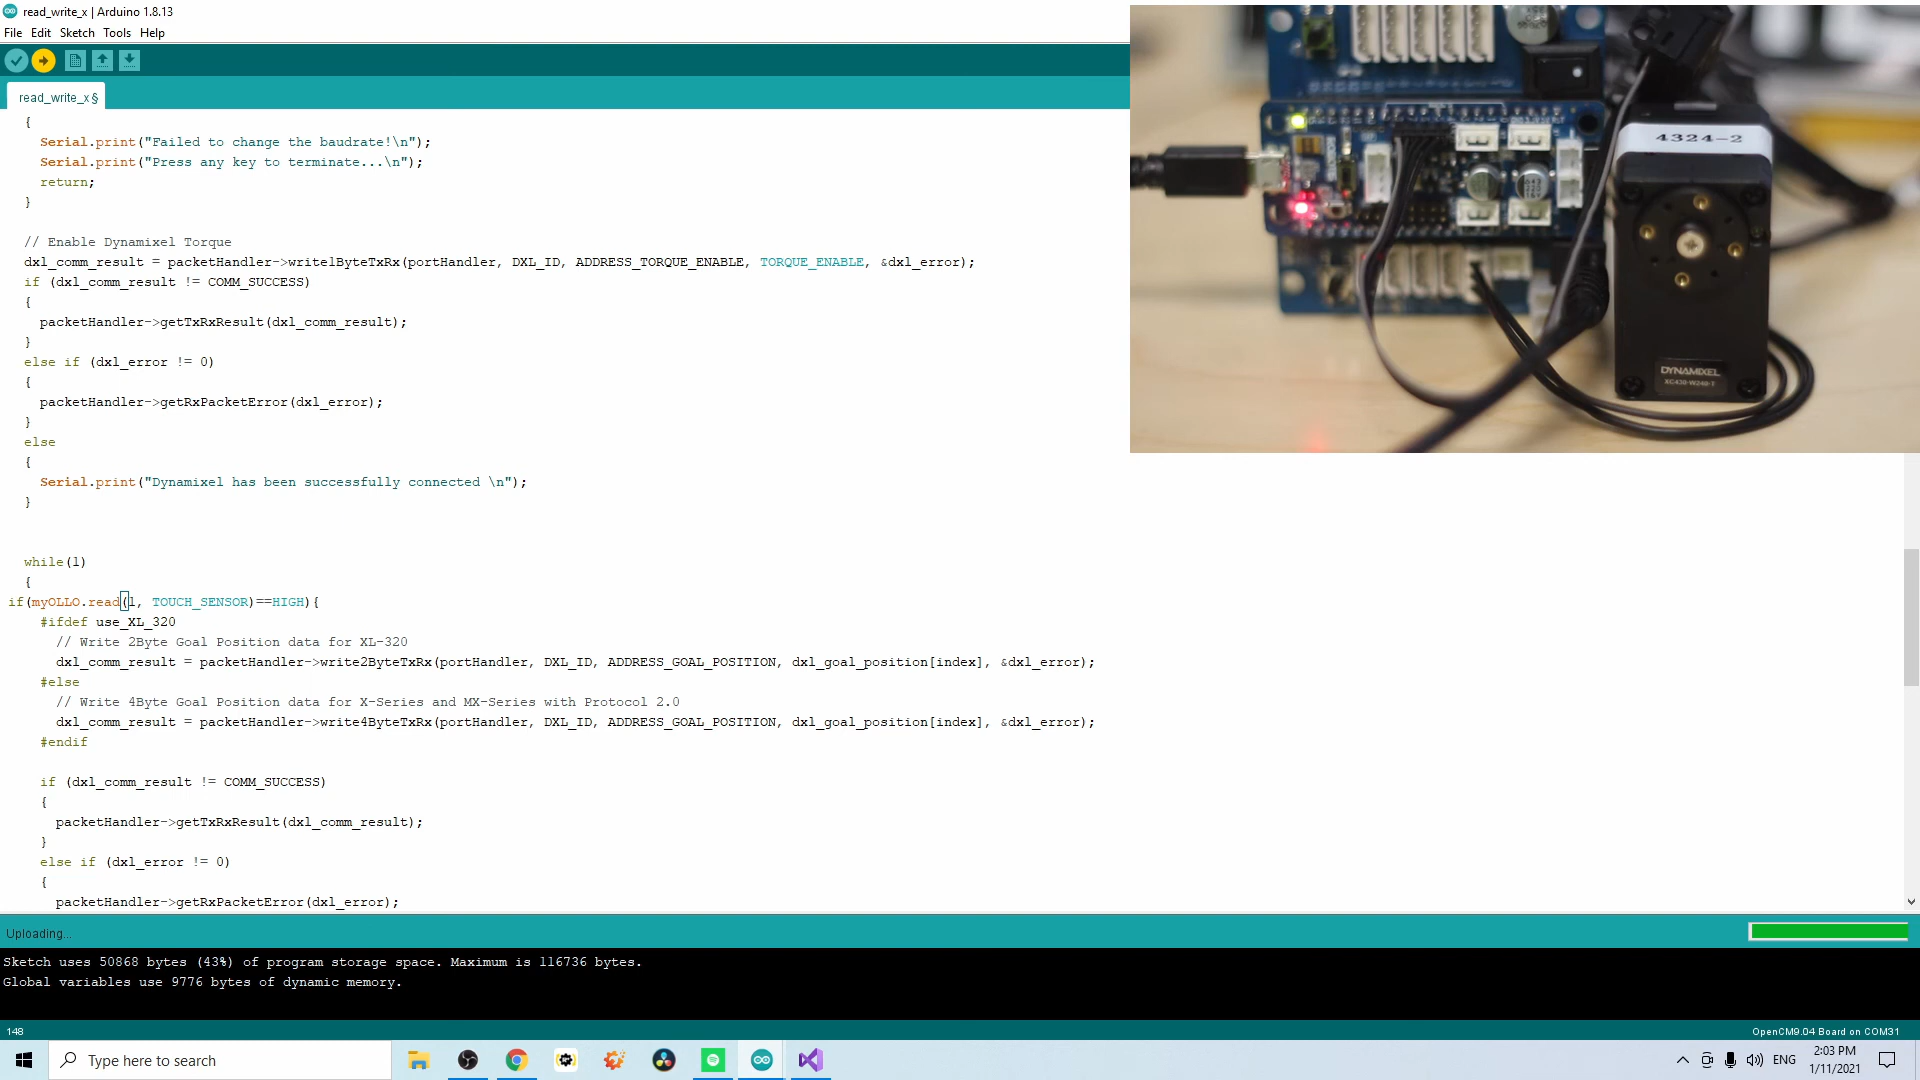 read_write_x | Arduino 1.8.13
File Edit Sketch Tools Help
read_write_x§
{
Serial.print("Failed to change the baudrate!\n");
Serial.print("Press any key to terminate...\n");
return;
}
// Enable Dynamixel Torque
dxl_comm_result = packetHandler->write1ByteTxRx(portHandler, DXL_ID, ADDRESS_TORQUE_ENABLE, TORQUE_ENABLE, &dxl_error);
if (dxl_comm_result != COMM_SUCCESS)
{
packetHandler->getTxRxResult(dxl_comm_result);
}
else if (dxl_error != 0)
{
packetHandler->getRxPacketError(dxl_error);
}
else
{
Serial.print("Dynamixel has been successfully connected \n");
}
while(1)
{
if(myOLLO.read(1, TOUCH_SENSOR)==HIGH){
#ifdef use_XL_320
// Write 2Byte Goal Position data for XL-320
dxl_comm_result = packetHandler->write2ByteTxRx(portHandler, DXL_ID, ADDRESS_GOAL_POSITION, dxl_goal_position[index], &dxl_error);
#else
// Write 4Byte Goal Position data for X-Series and MX-Series with Protocol 2.0
dxl_comm_result = packetHandler->write4ByteTxRx(portHandler, DXL_ID, ADDRESS_GOAL_POSITION, dxl_goal_position[index], &dxl_error);
#endif
if (dxl_comm_result != COMM_SUCCESS)
{
packetHandler->getTxRxResult(dxl_comm_result);
}
else if (dxl_error != 0)
{
packetHandler->getRxPacketError(dxl_error);
4324-2
DYNAMIXEL
XC430-W240-T
Uploading...
Sketch uses 50868 bytes (43%) of program storage space. Maximum is 116736 bytes.
Global variables use 9776 bytes of dynamic memory.
148
OpenCM9.04 Board on COM31
Type here to search
ENG
2:03 PM
1/11/2021